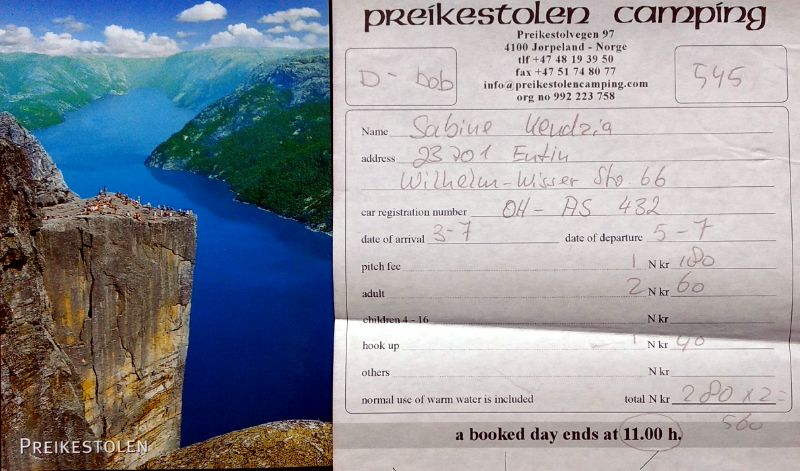 PREIKESTOLEN
preikestolen camping
Preikestolvegen 97
4100 Jørpeland - Norge
tlf +47 48 19 39 50
fax +47 51 74 80 77
info@preikestolencamping.com
org no 992 223 758
D - bob
545
Name Sabine Kendzia
address 23701 Eutin
Wilhelm-Wisser Str. 66
car registration number OH - AS 432
date of arrival 3-7 date of departure 5-7
pitch fee 1 N kr 180
adult 2 N kr 60
children 4 - 16 N kr
hook up 1 N kr 40
others N kr
normal use of warm water is included total N kr 280 x 2 =
560
a booked day ends at 11.00 h.